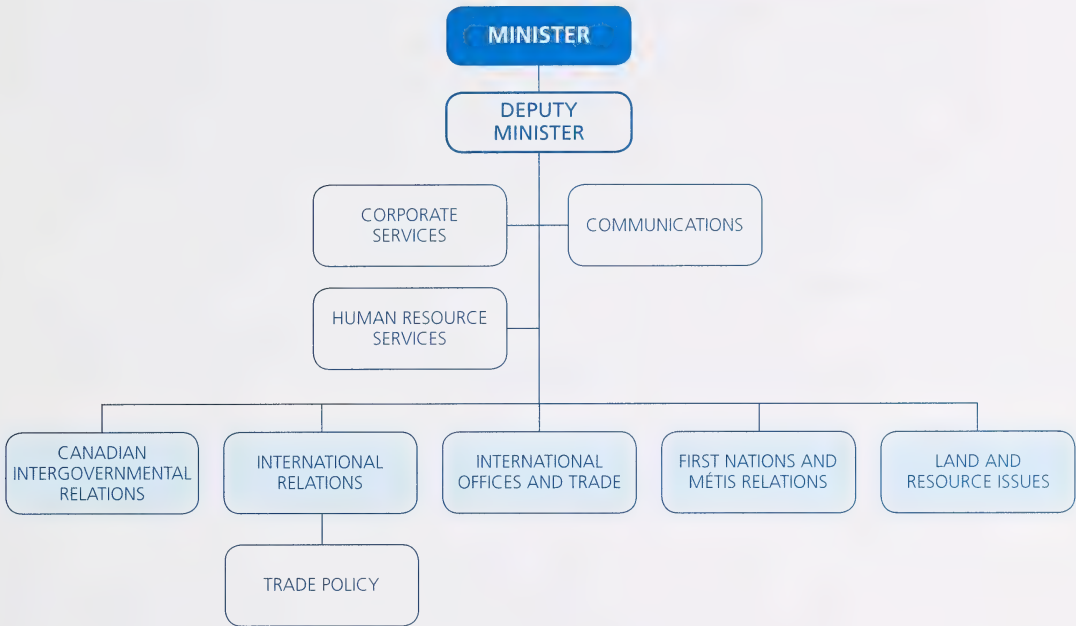 MINISTER
DEPUTY
MINISTER
CORPORATE
SERVICES
COMMUNICATIONS
HUMAN RESOURCE
SERVICES
CANADIAN
INTERGOVERNMENTAL
RELATIONS
INTERNATIONAL
RELATIONS
INTERNATIONAL
OFFICES AND TRADE
FIRST NATIONS AND
MÉTIS RELATIONS
LAND AND
RESOURCE ISSUES
TRADE POLICY